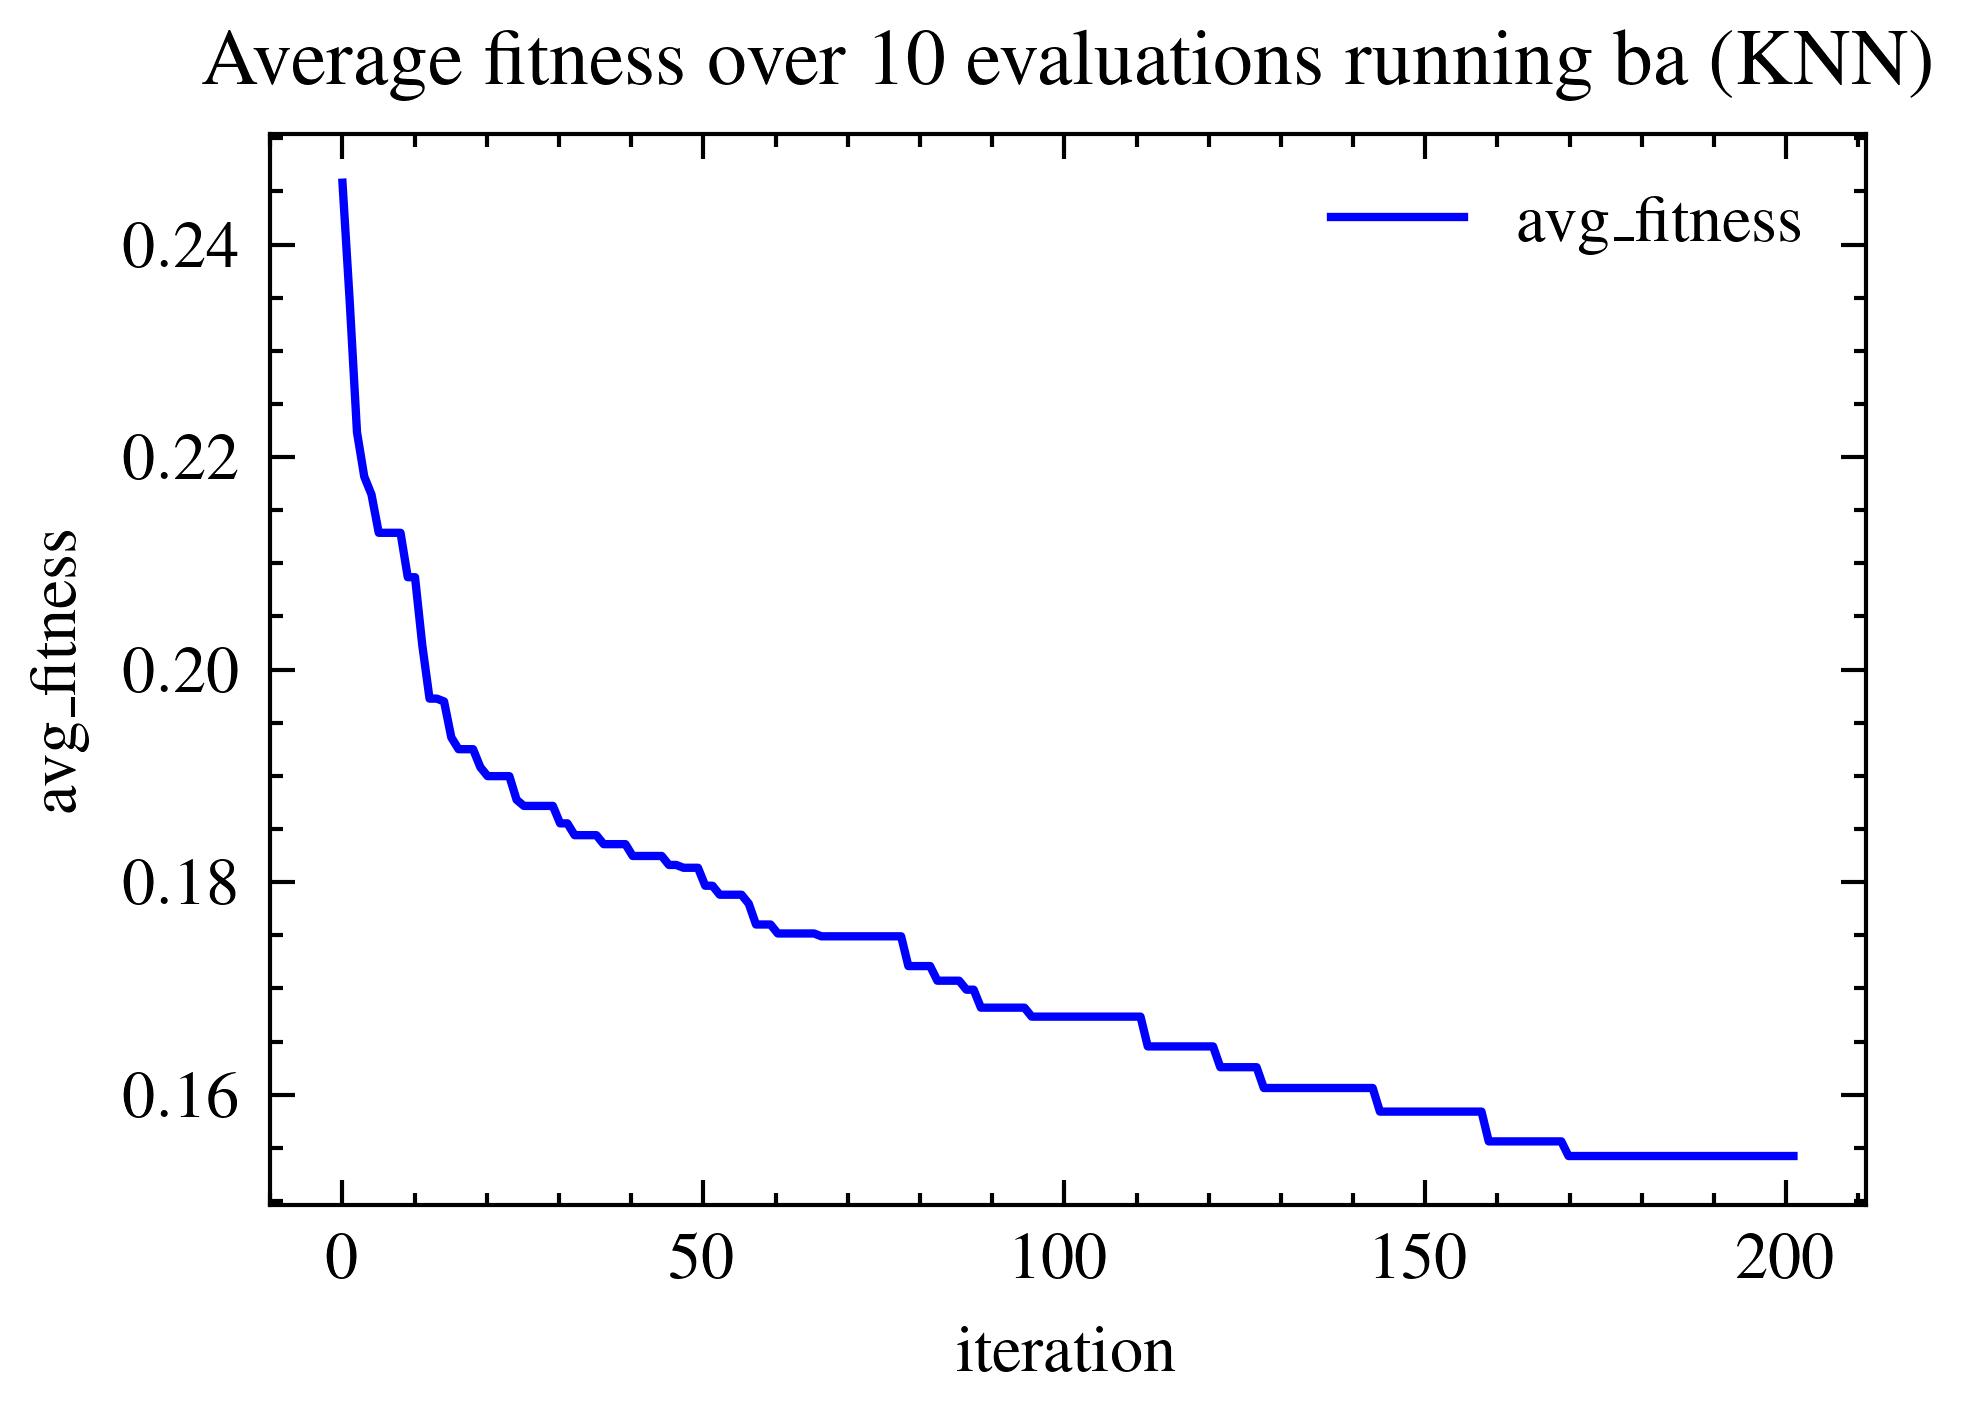 Average fitness over 10 evaluations running ba (KNN)
avg_fitness
0.24
0.22
0.20
0.18
0.16
avg_fitness
0 50 100 150 200
iteration